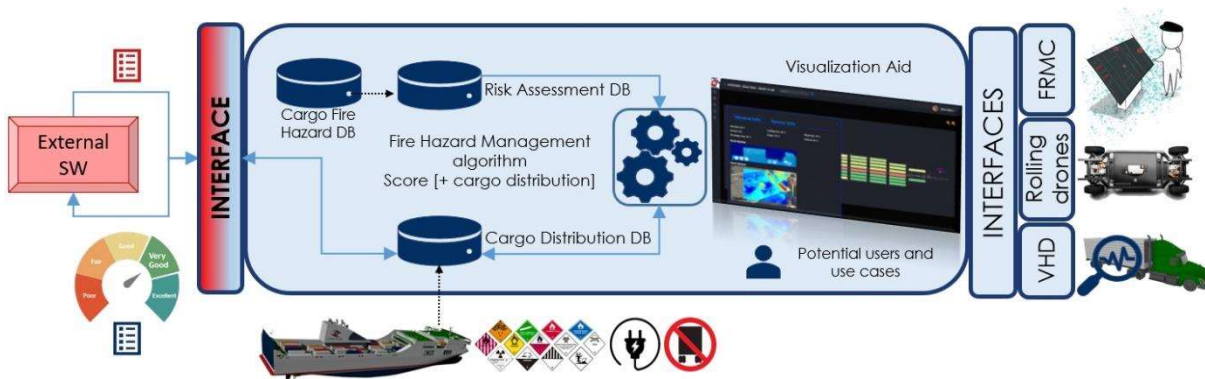 External
SW
Poor
Fair
Good
Very
Good
Excellent
INTERFACE
Cargo Fire
Hazard DB
Risk Assessment DB
Fire Hazard Management
algorithm
Score [+ cargo distribution]
Cargo Distribution DB
Visualization Aid
Potential users and
use cases
INTERFACES
FRMC
Rolling
drones
VHD